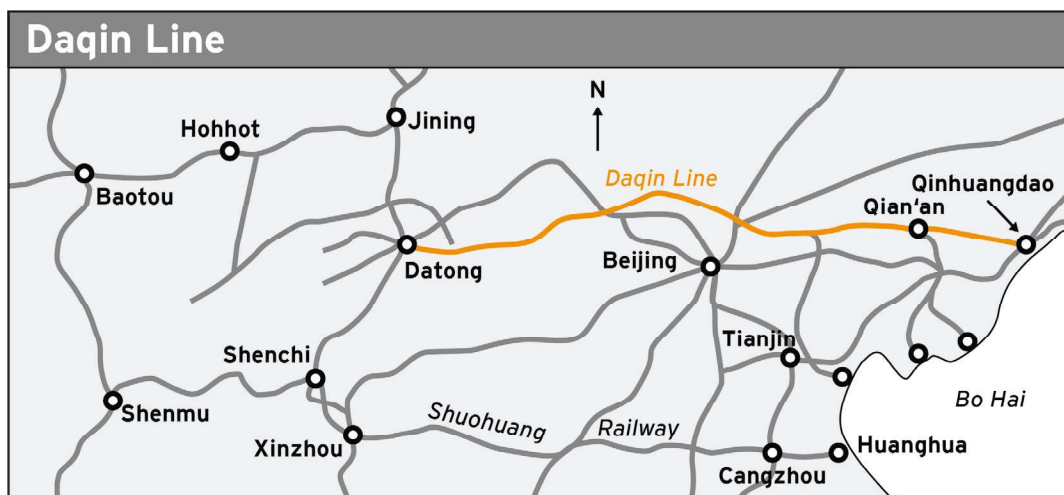 Daqin Line
N
Jining
Hohhot
Qinhuangdao
Daqin Line
Baotou
Qian‘an
Datong
Beijing
Tianjin
Shenchi
Bo Hai
Shenmu
Shuohuang Railway
Xinzhou
Huanghua
Cangzhou